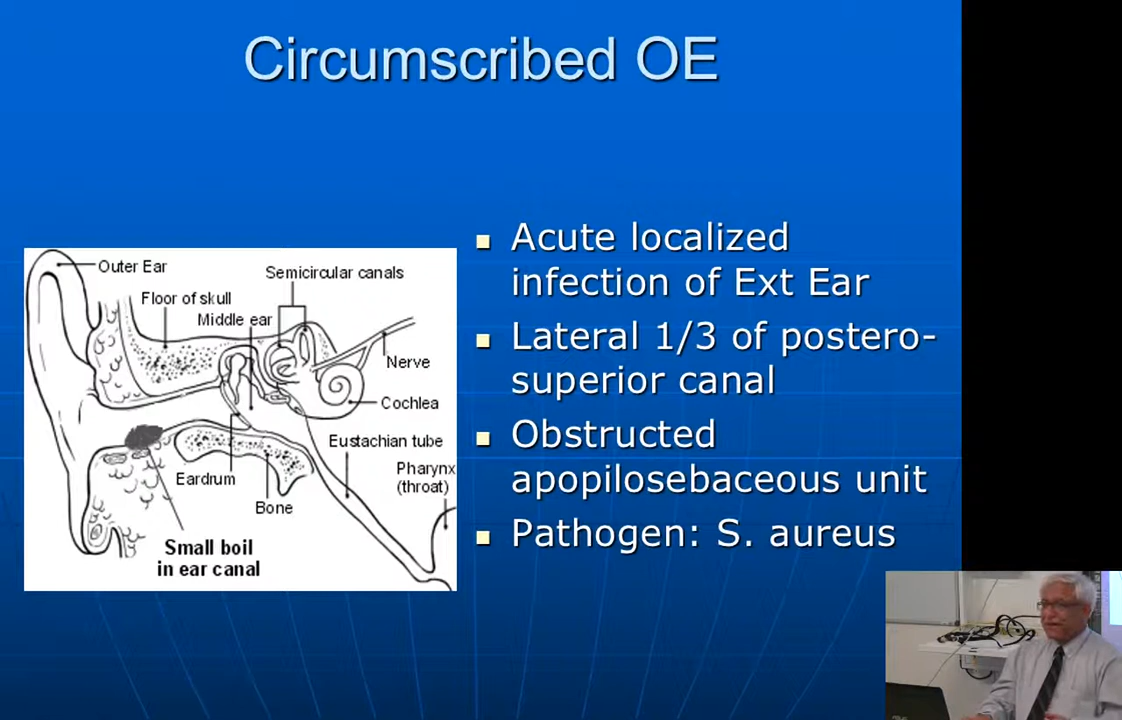 Circumscribed OE
Outer Ear
Semicircular canals
Floor of skull
Middle ear
Nerve
Cochlea
Eustachian tube
Pharynx
(throat)
Eardrum
Bone
Small boil
in ear canal
Acute localized
infection of Ext Ear
Lateral 1/3 of postero-
superior canal
Obstructed
apopilosebaceous unit
Pathogen: S. aureus